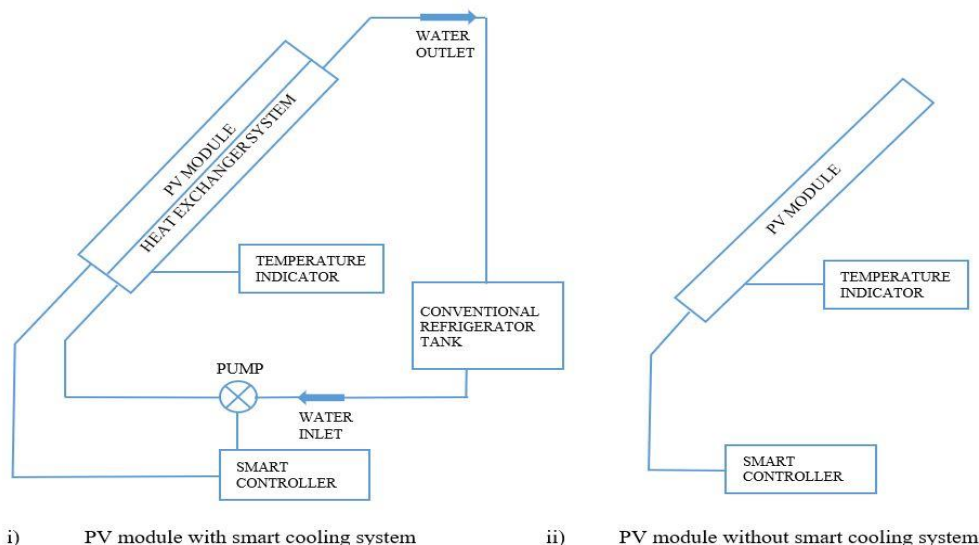 WATER
OUTLET
PV MODULE
HEAT EXCHANGER SYSTEM
TEMPERATURE
INDICATOR
CONVENTIONAL
REFRIGERATOR
TANK
PUMP
WATER
INLET
SMART
CONTROLLER
i) PV module with smart cooling system
PV MODULE
TEMPERATURE
INDICATOR
SMART
CONTROLLER
ii) PV module without smart cooling system